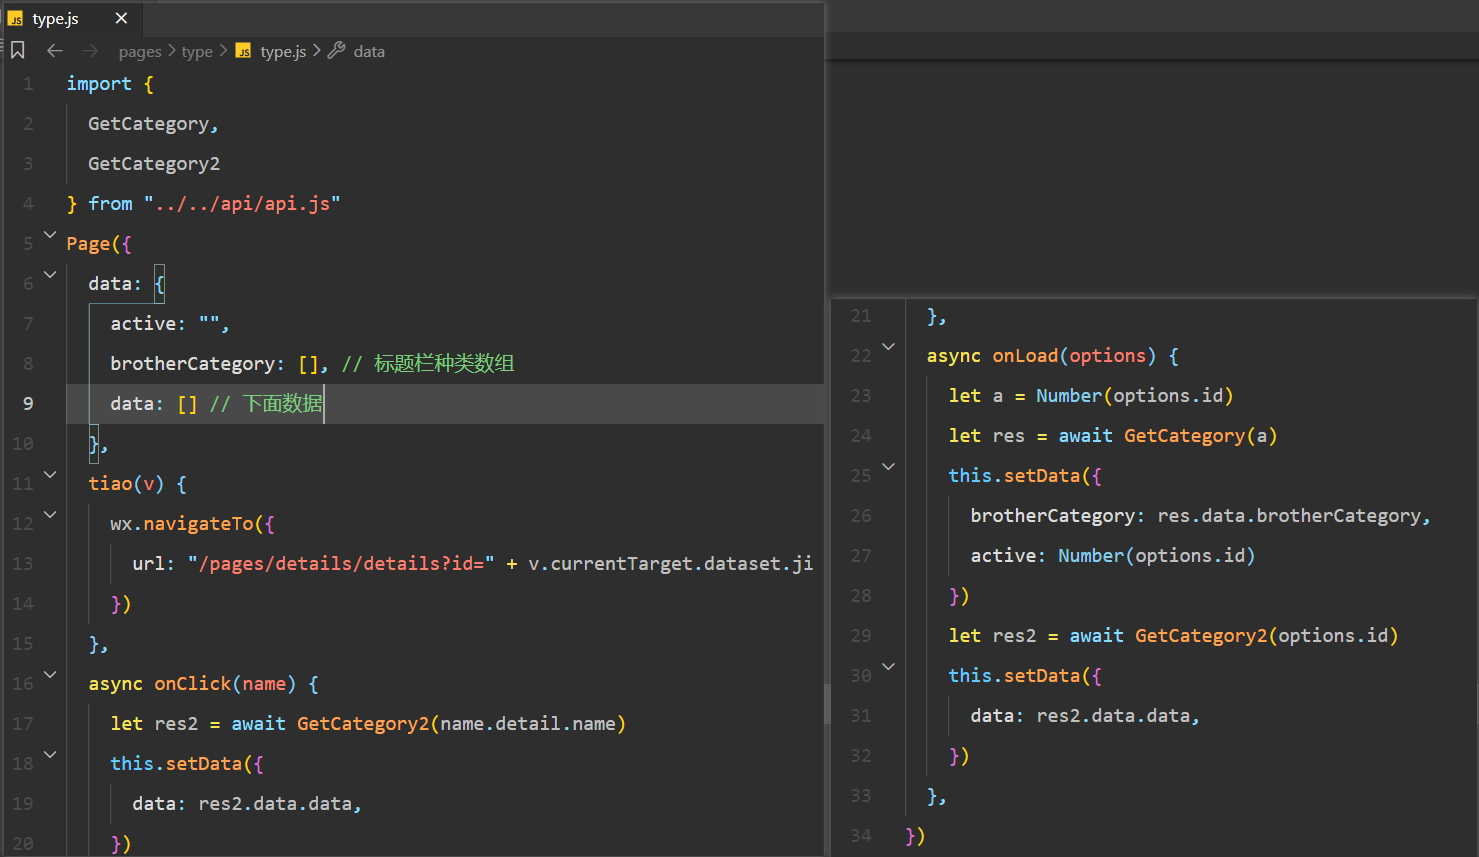 JS type.js ×
pages > type > JS type.js > data
1 import {
2 GetCategory,
3 GetCategory2
4 } from "../../api/api.js"
5 Page({
6 data: {
7 active: "",
8 brotherCategory: [], // 标题栏种类数组
9 data: [] // 下面数据
10 },
11 tiao(v) {
12 wx.navigateTo({
13 url: "/pages/details/details?id=" + v.currentTarget.dataset.ji
14 })
15 },
16 async onClick(name) {
17 let res2 = await GetCategory2(name.detail.name)
18 this.setData({
19 data: res2.data.data,
20 })
21 },
22 async onLoad(options) {
23 let a = Number(options.id)
24 let res = await GetCategory(a)
25 this.setData({
26 brotherCategory: res.data.brotherCategory,
27 active: Number(options.id)
28 })
29 let res2 = await GetCategory2(options.id)
30 this.setData({
31 data: res2.data.data,
32 })
33 },
34 })